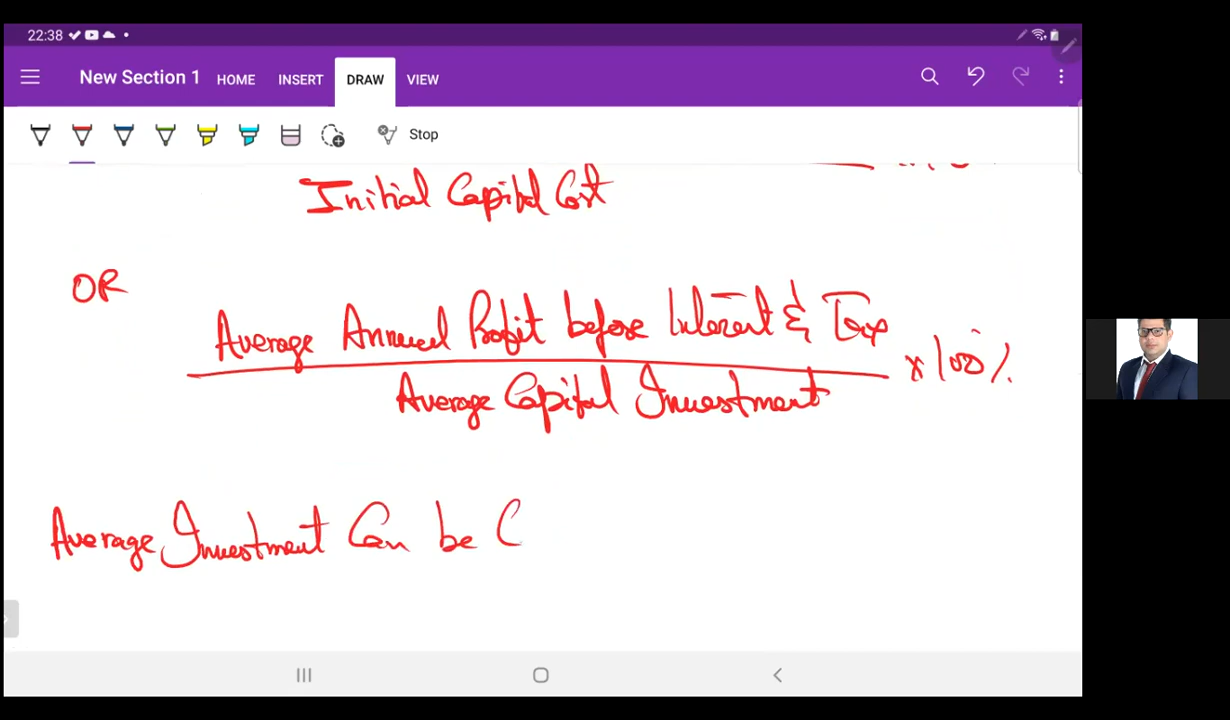 22:38
New Section 1 HOME INSERT DRAW VIEW
Stop
Initial Capital Cost
OR
Average Annual Profit before Interest & Tax
x 100 %
Average Capital Investment
Average Investment Can be C